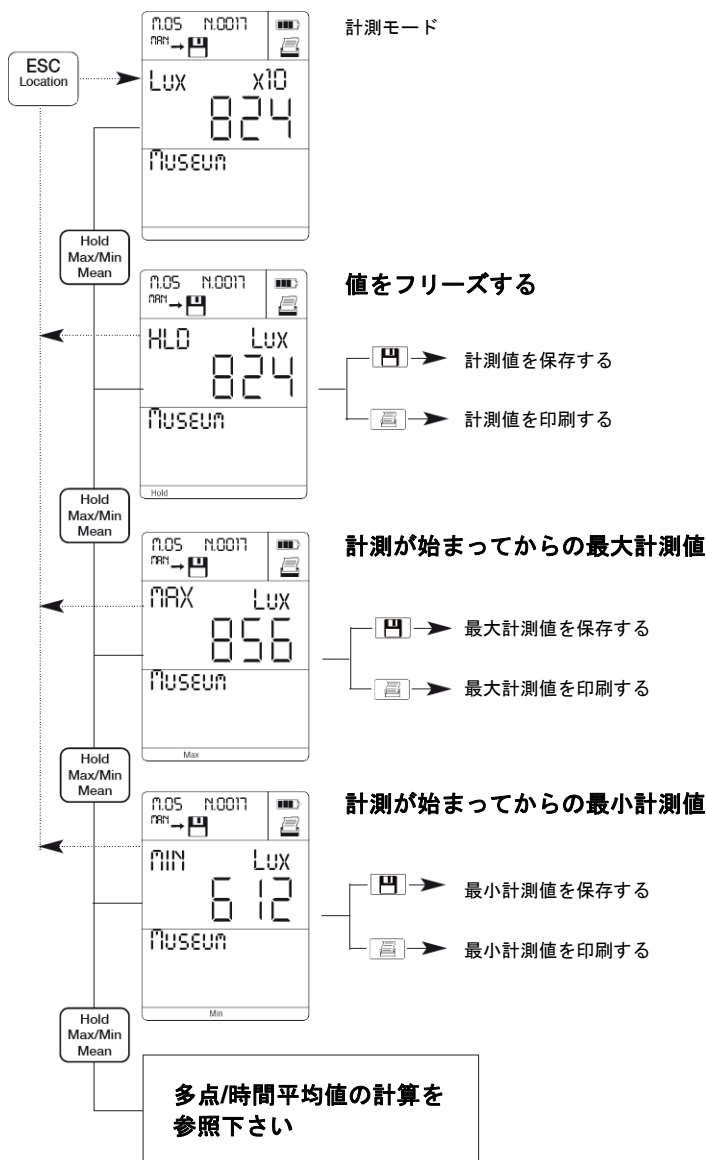 M.05 N.0017
MAN
計測モード
ESC
Location
Lux x10
824
Museum
Hold
Max/Min
Mean
M.05 N.0017
MAN
値をフリーズする
HLD Lux
824
計測値を保存する
計測値を印刷する
Museum
Hold
Hold
Max/Min
Mean
M.05 N.0017
MAN
計測が始まってからの最大計測値
MAX Lux
856
最大計測値を保存する
最大計測値を印刷する
Museum
Max
Hold
Max/Min
Mean
M.05 N.0017
MAN
計測が始まってからの最小計測値
MIN Lux
612
最小計測値を保存する
最小計測値を印刷する
Museum
Min
Hold
Max/Min
Mean
多点/時間平均値の計算を
参照下さい